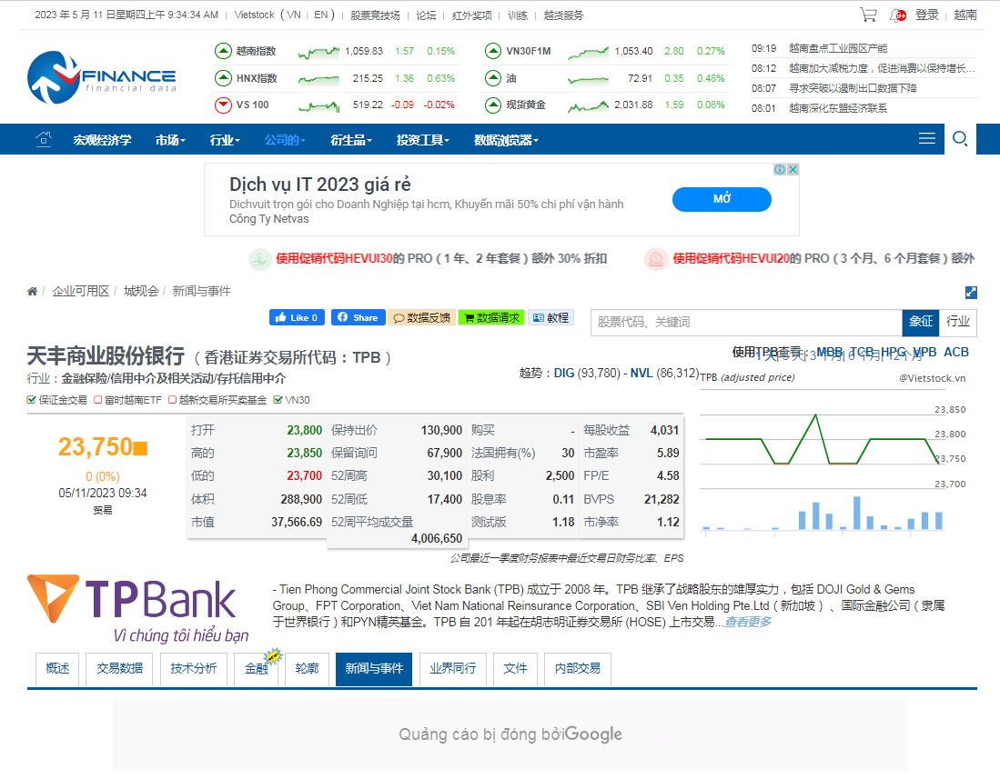 2023 年 5 月 11 日星期四上午 9:34:34 AM | Vietstock ( VN | EN ) | 股票竞技场 | 论坛 | 红外奖项 | 训练 | 越货服务
9+ 登录 | 越南
FINANCE
financial data
越南指数 1,059.83 1.57 0.15%
HNX指数 215.25 1.36 0.63%
VS 100 519.22 -0.09 -0.02%
VN30F1M 1,053.40 2.80 0.27%
油 72.91 0.35 0.48%
现货黄金 2,031.88 1.59 0.08%
09:19 越南盘点工业园区产能
08:12 越南加大减税力度，促进消费以保持增长...
08:07 寻求突破以遏制出口数据下降
08:01 越南深化东盟经济联系
宏观经济学 市场 行业 公司的 衍生品 投资工具 数据浏览器
Dịch vụ IT 2023 giá rẻ
Dichvuit trọn gói cho Doanh Nghiệp tại hcm, Khuyến mãi 50% chi phí vận hành
Công Ty Netvas
MỞ
使用促销代码HEVUI30的 PRO（1 年、2 年套餐）额外 30% 折扣
使用促销代码HEVUI20的 PRO（3 个月、6 个月套餐）额外
/ 企业可用区 / 城规会 / 新闻与事件
Like 0 Share 数据反馈 数据请求 教程
股票代码、关键词 象征 行业
天丰商业股份银行 （ 香港证券交易所代码：TPB ）
行业：金融保险/信用中介及相关活动/存托信用中介
保证金交易 富时越南ETF 越新交易所买卖基金 VN30
趋势：DIG (93,780) - NVL (86,312)
使用TPB查看： MBB TCB HPG VPB ACB
1 天| 5 天| 3 个月| 6 个月| 12 个月
TPB (adjusted price) @Vietstock.vn
23,850
23,800
23,750
23,700
23,750
0 (0%)
05/11/2023 09:34
贸易
打开 23,800 保持出价 130,900 购买 - 每股收益 4,031
高的 23,850 保留询问 67,900 法国拥有(%) 30 市盈率 5.89
低的 23,700 52周高 30,100 股利 2,500 FP/E 4.58
体积 288,900 52周低 17,400 股息率 0.11 BVPS 21,282
市值 37,566.69 52周平均成交量 4,006,650 测试版 1.18 市净率 1.12
公司最近一季度财务报表中最近交易日财务比率、EPS
TPBank
Vì chúng tôi hiểu bạn
- Tien Phong Commercial Joint Stock Bank (TPB) 成立于 2008 年。TPB 继承了战略股东的雄厚实力，包括 DOJI Gold & Gems
Group、FPT Corporation、Viet Nam National Reinsurance Corporation、SBI Ven Holding Pte.Ltd（新加坡）、国际金融公司（隶属
于世界银行）和PYN精英基金。TPB 自 201 年起在胡志明证券交易所 (HOSE) 上市交易...查看更多
概述 交易数据 技术分析 金融 轮廓 新闻与事件 业界同行 文件 内部交易
Quảng cáo bị đóng bởi Google